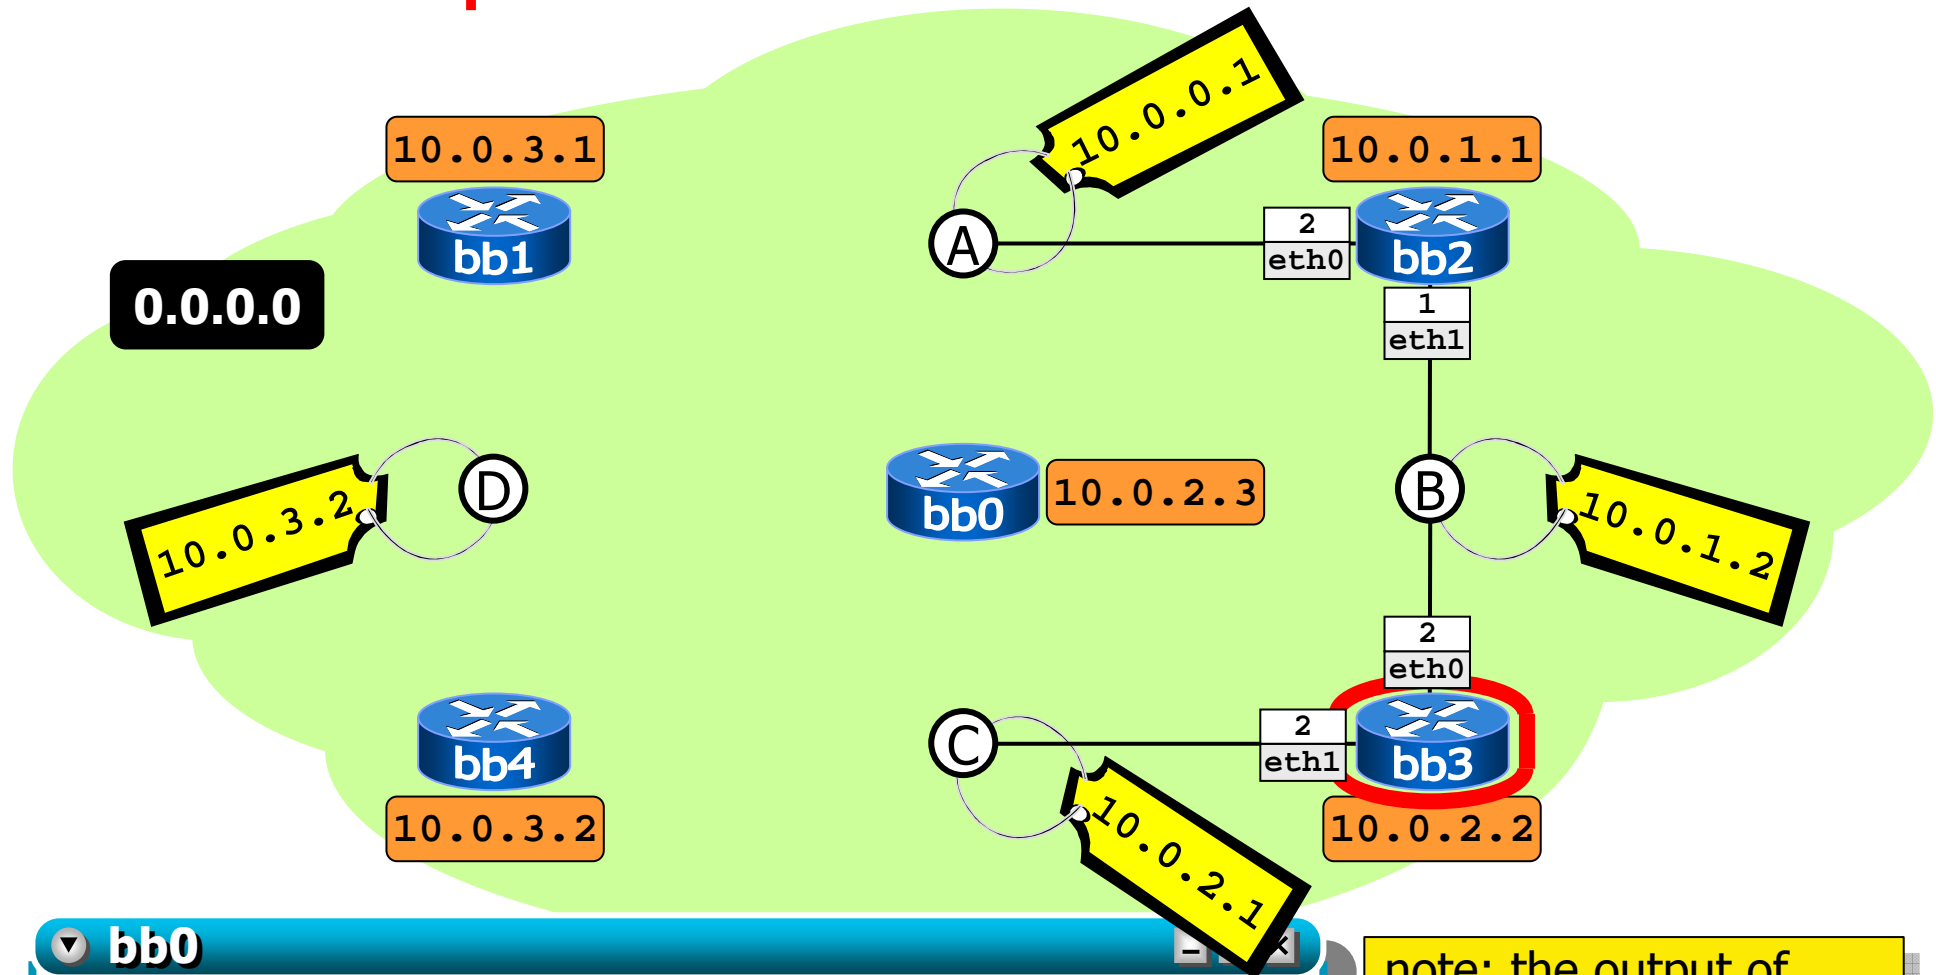 10.0.0.1
10.0.3.1
10.0.1.1
A
2
eth0
bb1
bb2
0.0.0.0
1
eth1
D
10.0.3.2
bb0
10.0.2.3
B
10.0.1.2
2
eth0
bb4
C
2
eth1
bb3
10.0.3.2
10.0.2.1
10.0.2.2
bb0
note: the output of